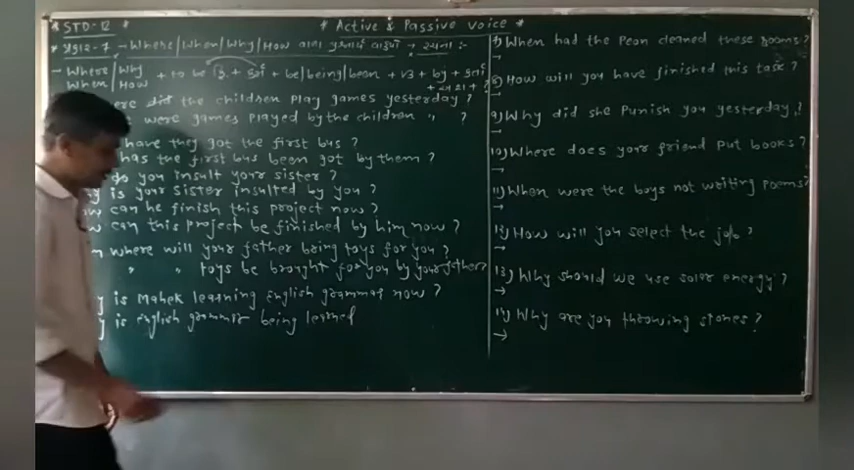 * STD-12
* Active & Passive voice *
* પ્રકાર-7 - Where/When/Why/How વાળા પ્રશ્નાર્થ વાક્યો → રચના :-
- Where/Why
When/How + to be ક્રિ. + કર્મ + be/being/been + v3 + by + કર્તા
+ ?
ere did the children play games yesterday ?
were games played by the children " ?
have they got the first bus ?
has the first bus been got by them ?
do you insult your sister ?
is your sister insulted by you ?
can he finish this project now ?
can this project be finished by him now ?
where will your father bring toys for you ?
" " toys be brought for you by your father?
y is Mahek learning English grammar now ?
y is English grammar being learned
7) When had the Peon cleaned these rooms?
→
8) How will you have finished this task ?
→
9) Why did she Punish you yesterday ?
→
10) Where does your friend put books ?
→
11) When were the boys not writing poems?
→
12) How will you select the job ?
→
13) Why should we use solar energy ?
→
14) Why are you throwing stones ?
→